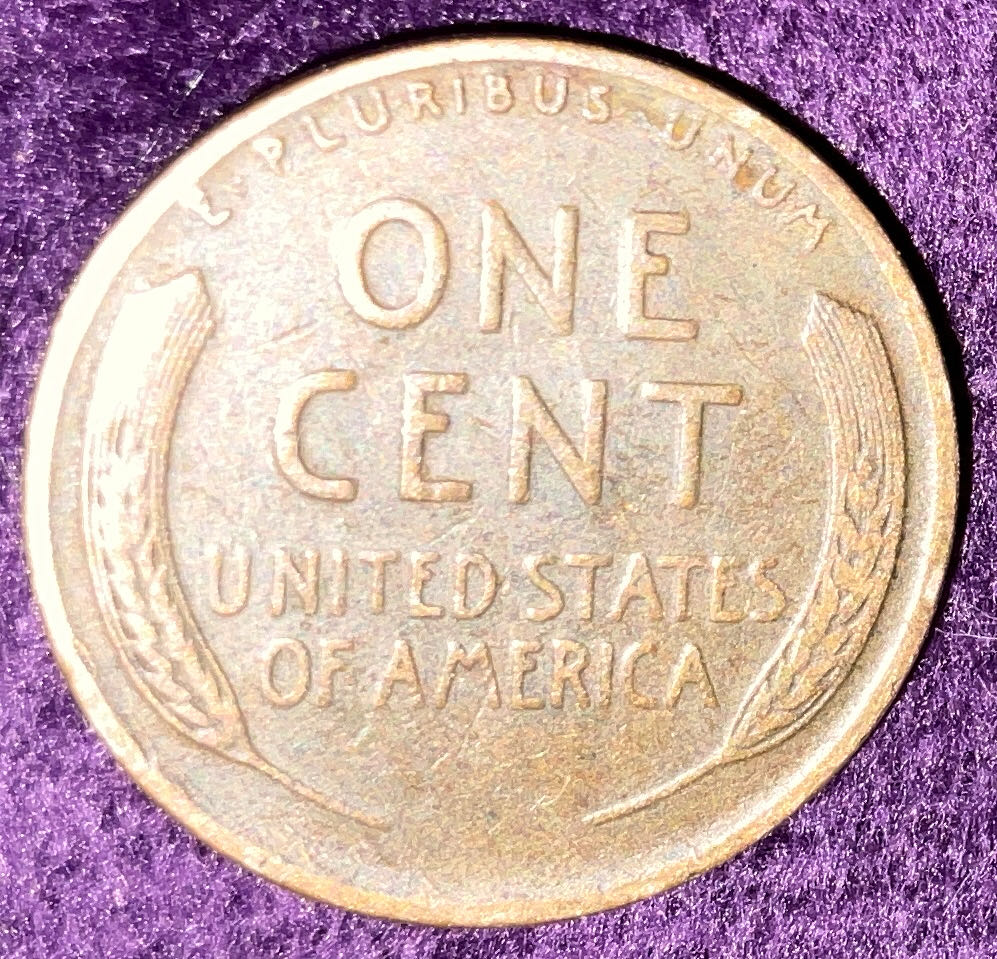 E · PLURIBUS · UNUM
ONE
CENT
UNITED STATES
OF AMERICA